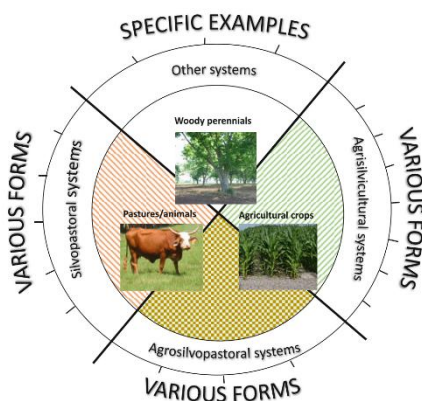 SPECIFIC EXAMPLES
Other systems
Woody perennials
VARIOUS FORMS
Silvopastoral systems
Pastures/animals
Agricultural crops
Agrisilvicultural systems
VARIOUS FORMS
Agrosilvopastoral systems
VARIOUS FORMS